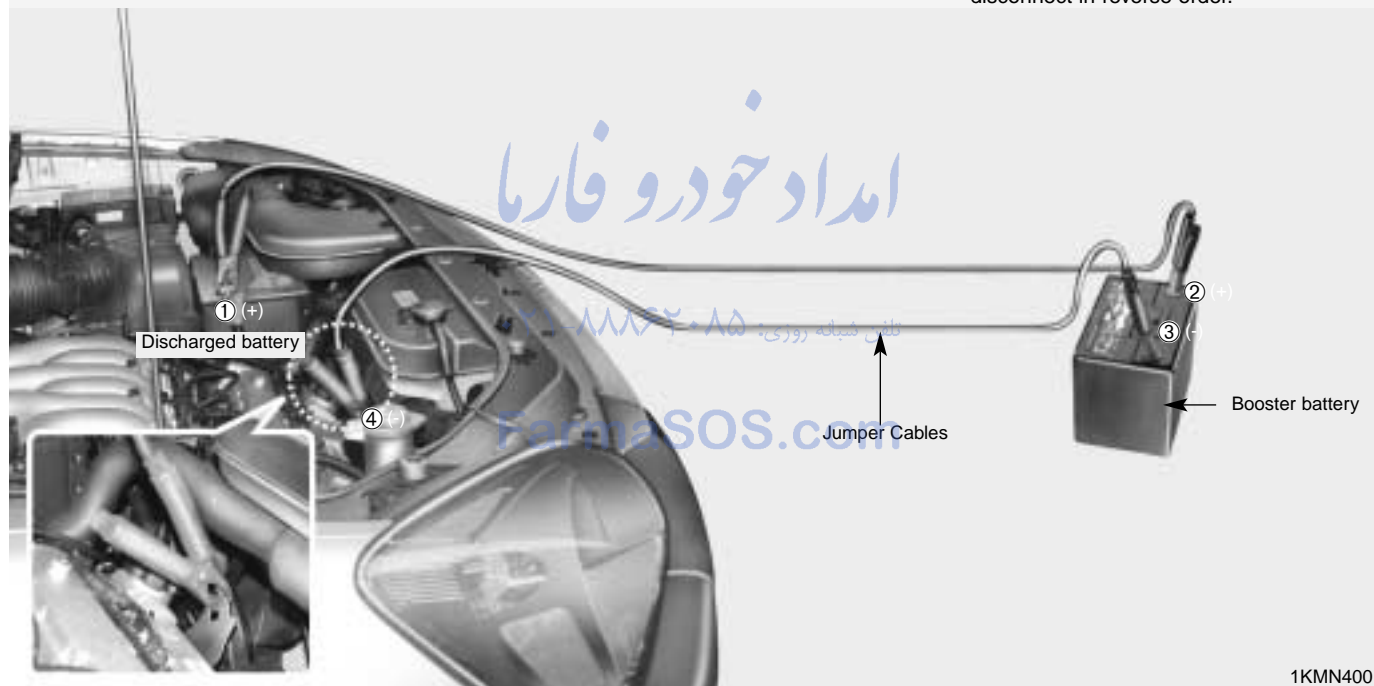 disconnect in reverse order.
امداد خودرو فارما
① (+)
② (+)
Discharged battery
تلفن شبانه روزی: ۰۲۱-۸۸۸۶۲۰۸۵
③ (-)
Booster battery
④ (-)
FarmaSOS.com
Jumper Cables
1KMN400